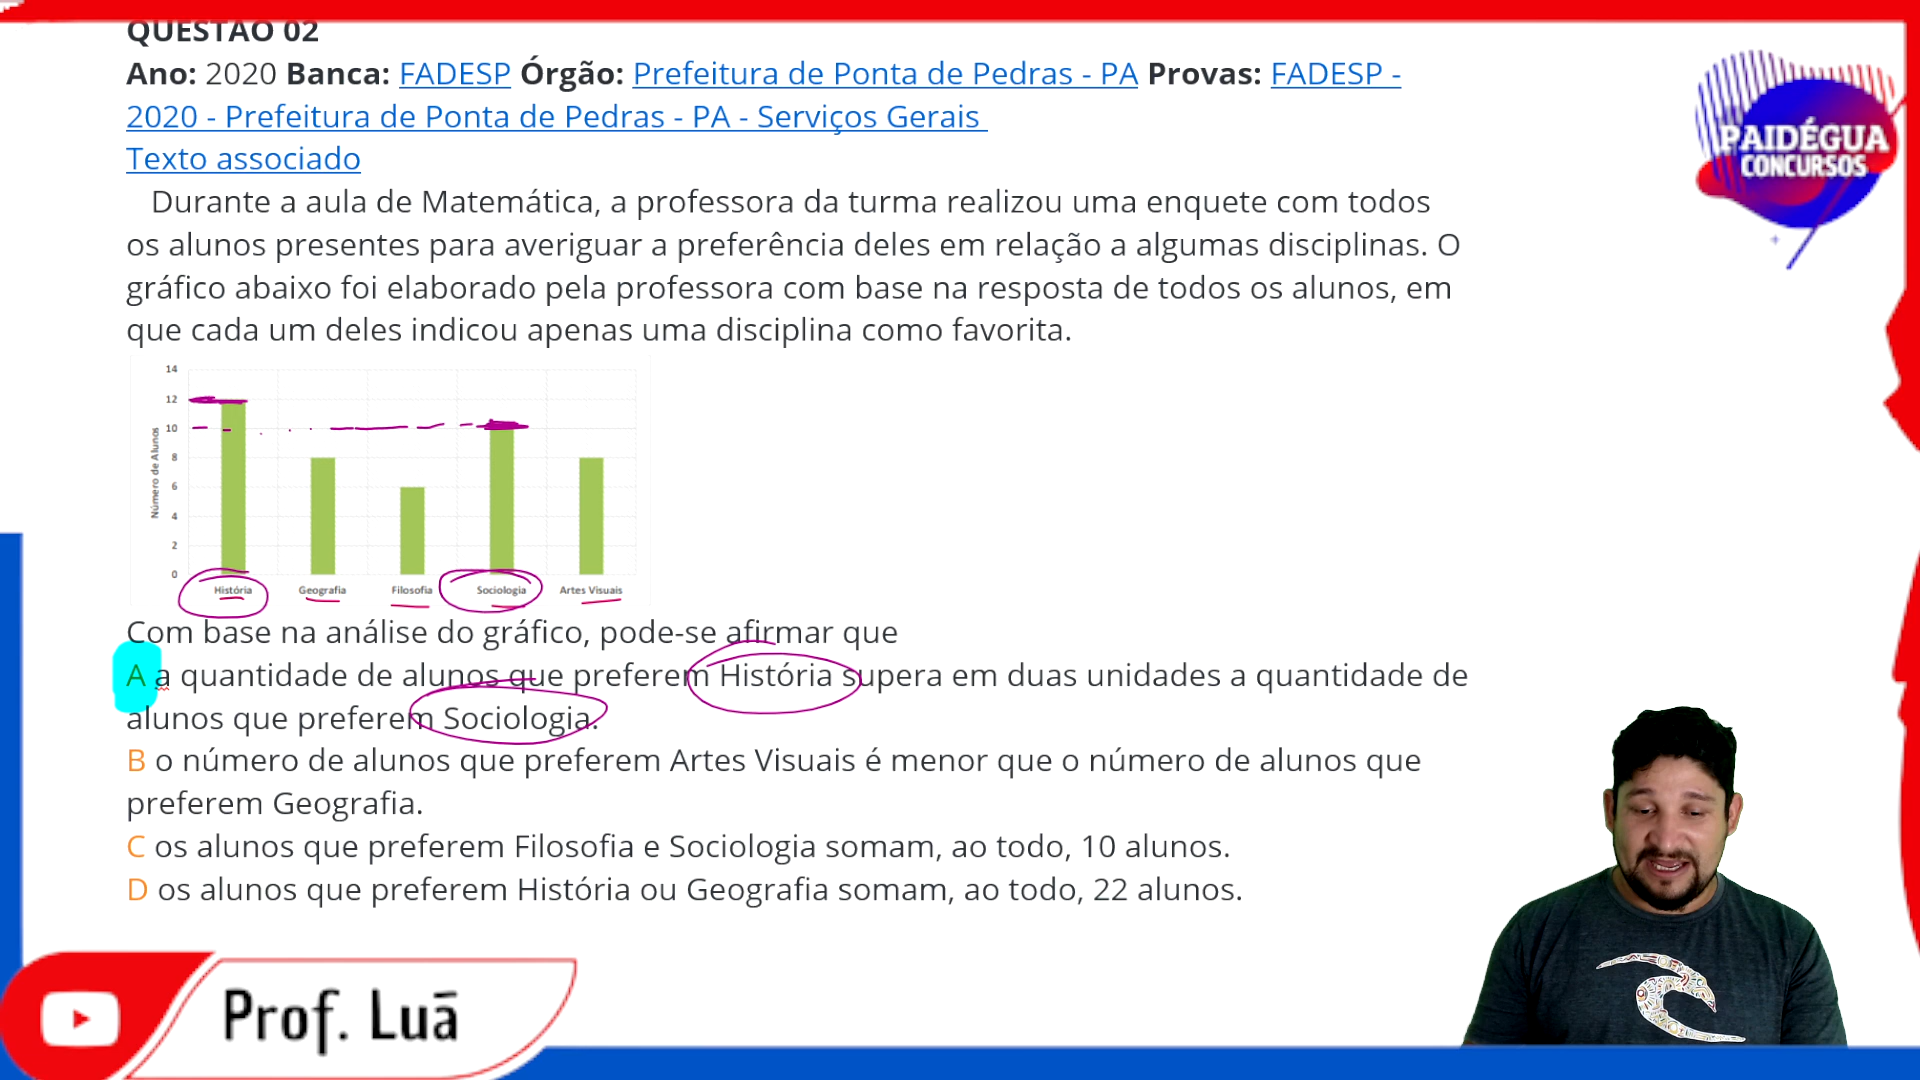 QUESTÃO 02
Ano: 2020 Banca: FADESP Órgão: Prefeitura de Ponta de Pedras - PA Provas: FADESP -
2020 - Prefeitura de Ponta de Pedras - PA - Serviços Gerais
Texto associado
Durante a aula de Matemática, a professora da turma realizou uma enquete com todos
os alunos presentes para averiguar a preferência deles em relação a algumas disciplinas. O
gráfico abaixo foi elaborado pela professora com base na resposta de todos os alunos, em
que cada um deles indicou apenas uma disciplina como favorita.
14
12
10
8
6
4
2
0
Número de Alunos
História Geografia Filosofia Sociologia Artes Visuais
Com base na análise do gráfico, pode-se afirmar que
A a quantidade de alunos que preferem História supera em duas unidades a quantidade de
alunos que preferem Sociologia.
B o número de alunos que preferem Artes Visuais é menor que o número de alunos que
preferem Geografia.
C os alunos que preferem Filosofia e Sociologia somam, ao todo, 10 alunos.
D os alunos que preferem História ou Geografia somam, ao todo, 22 alunos.
PAIDÉGUA
CONCURSOS
Prof. Luã